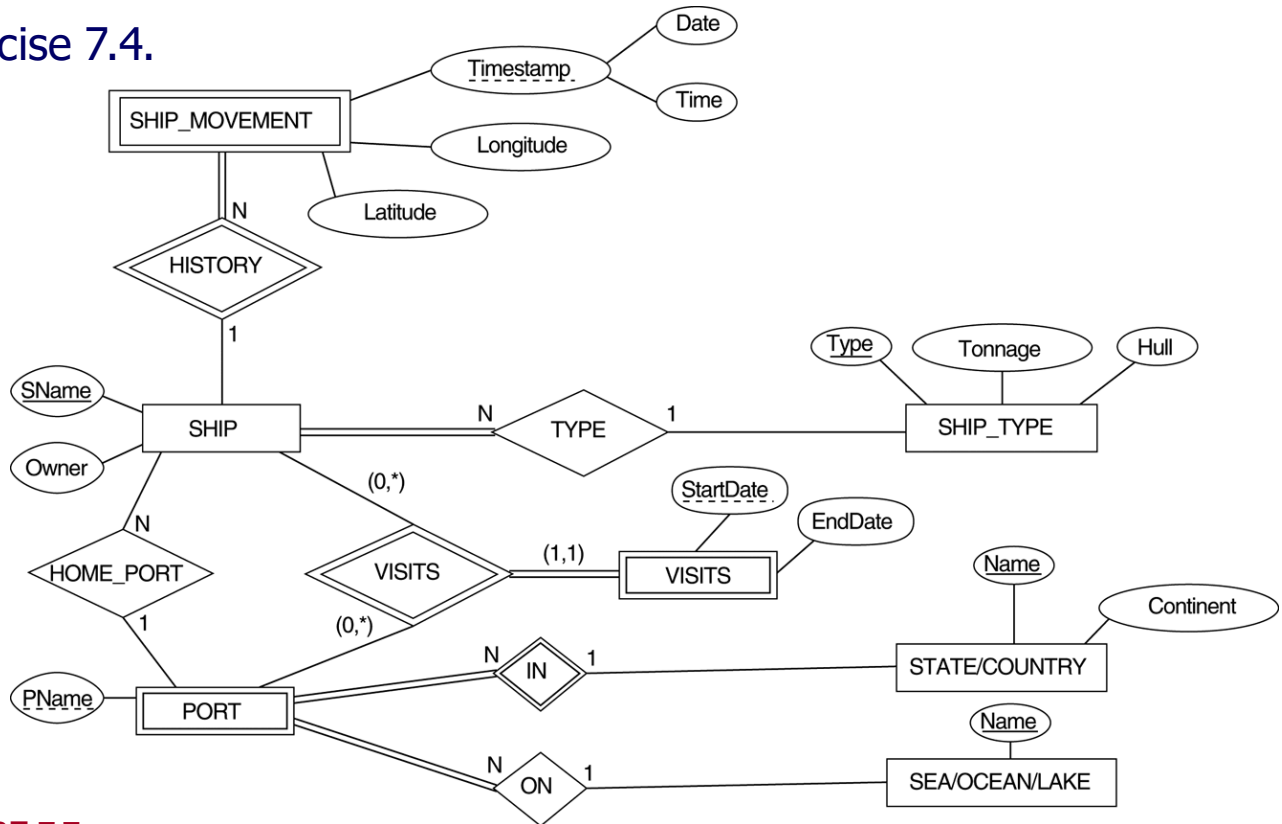 cise 7.4.
Date
Timestamp
Time
SHIP_MOVEMENT
Longitude
Latitude
N
HISTORY
1
Type
Tonnage
Hull
SName
SHIP
N
TYPE
1
SHIP_TYPE
Owner
(0,*)
StartDate
EndDate
N
HOME_PORT
VISITS
(1,1)
VISITS
Name
Continent
1
(0,*)
N
IN
1
STATE/COUNTRY
PName
PORT
Name
N
ON
1
SEA/OCEAN/LAKE